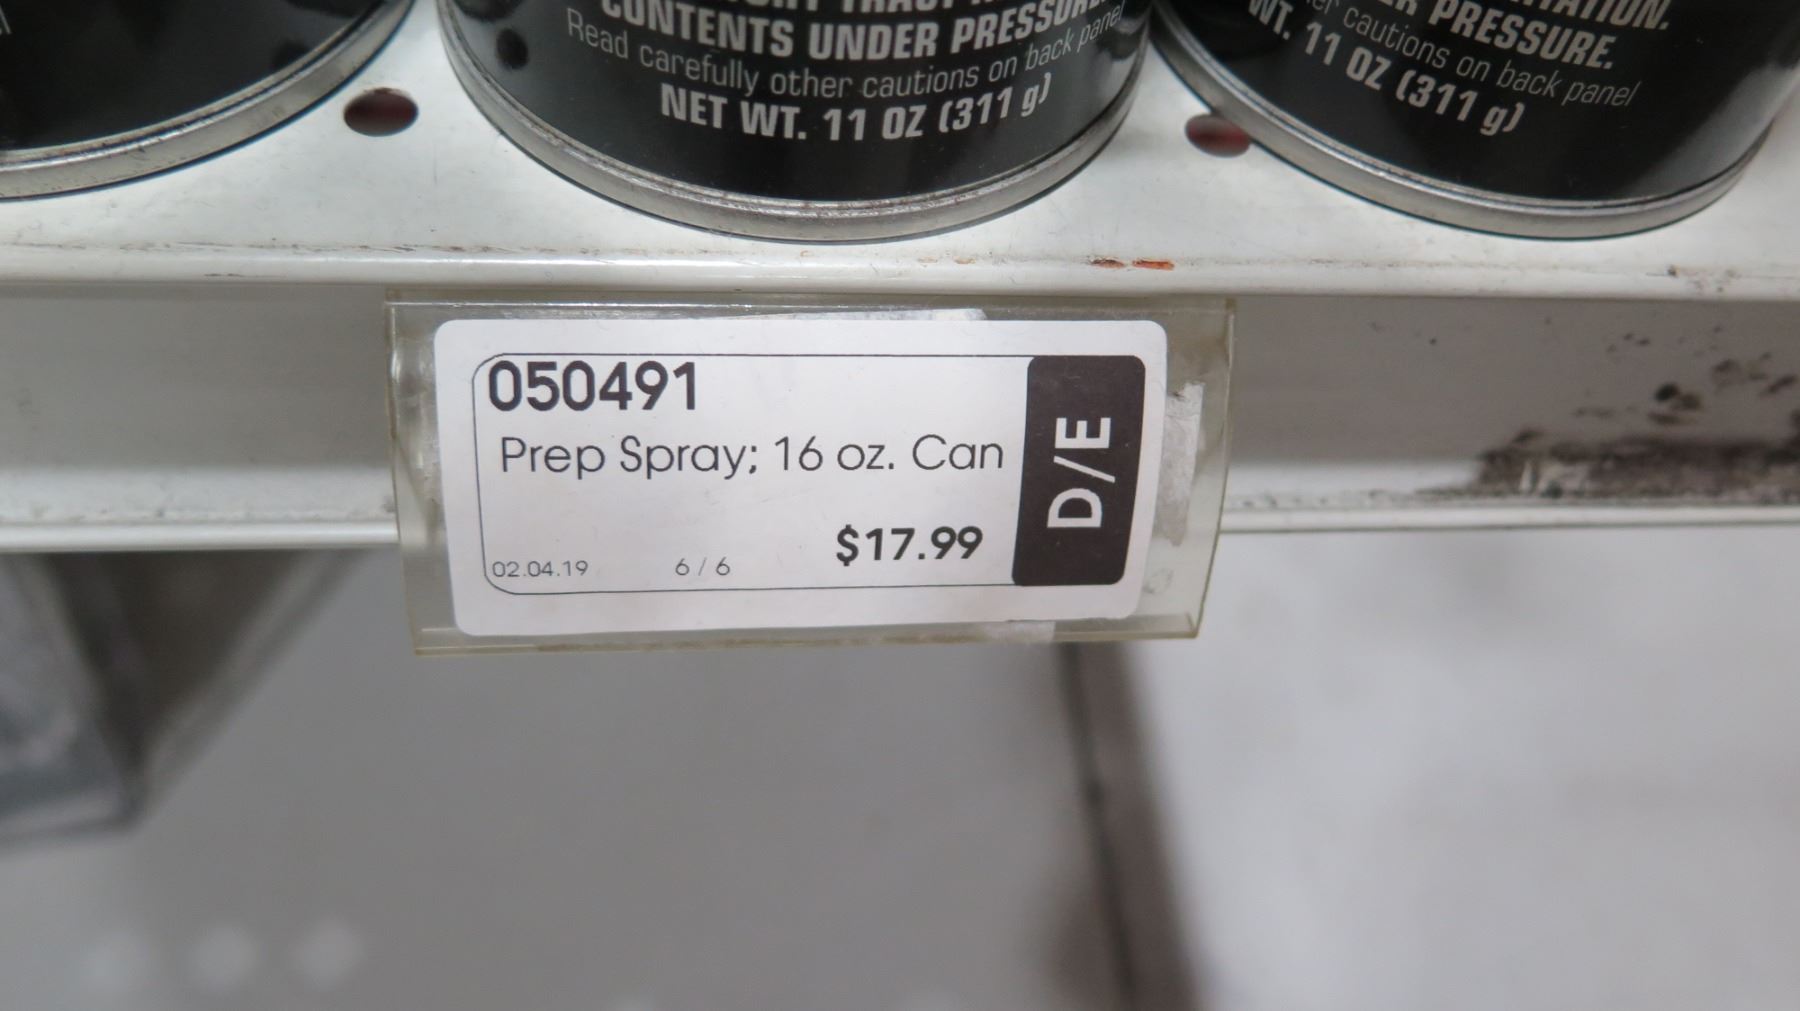 CONTENTS UNDER PRESSURE.
Read carefully other cautions on back panel
NET WT. 11 OZ (311 g)
PRESSURE.
cautions on back panel
WT. 11 OZ (311 g)
050491
Prep Spray; 16 oz. Can
$17.99
02.04.19 6/6
D/E